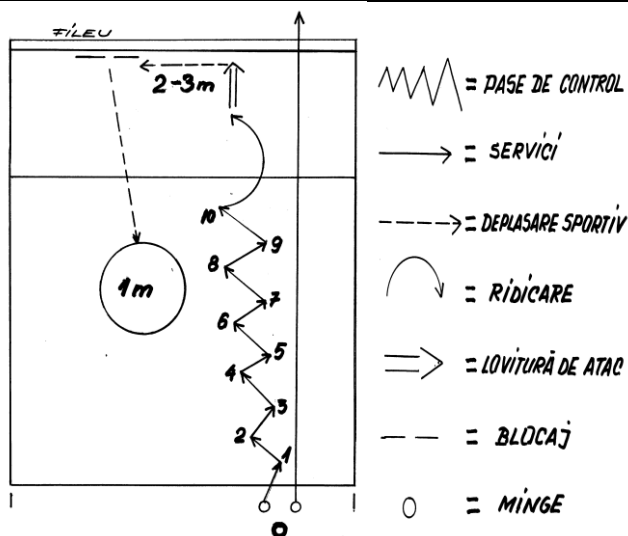 FILEU
2-3m
10
9
8
1m
7
6
5
4
3
2
1
= PASE DE CONTROL
= SERVICI
= DEPLASARE SPORTIV
= RIDICARE
= LOVITURĂ DE ATAC
= BLOCAJ
= MINGE